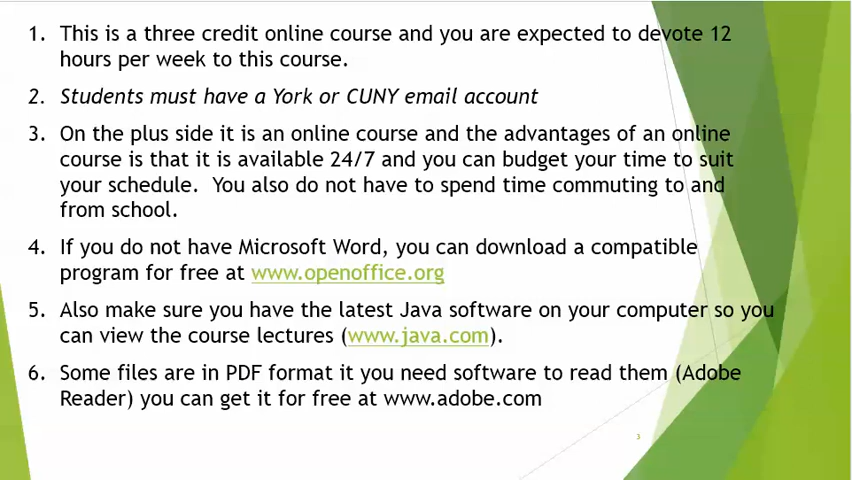 1. This is a three credit online course and you are expected to devote 12
hours per week to this course.
2. Students must have a York or CUNY email account
3. On the plus side it is an online course and the advantages of an online
course is that it is available 24/7 and you can budget your time to suit
your schedule. You also do not have to spend time commuting to and
from school.
4. If you do not have Microsoft Word, you can download a compatible
program for free at www.openoffice.org
5. Also make sure you have the latest Java software on your computer so you
can view the course lectures (www.java.com).
6. Some files are in PDF format it you need software to read them (Adobe
Reader) you can get it for free at www.adobe.com
3